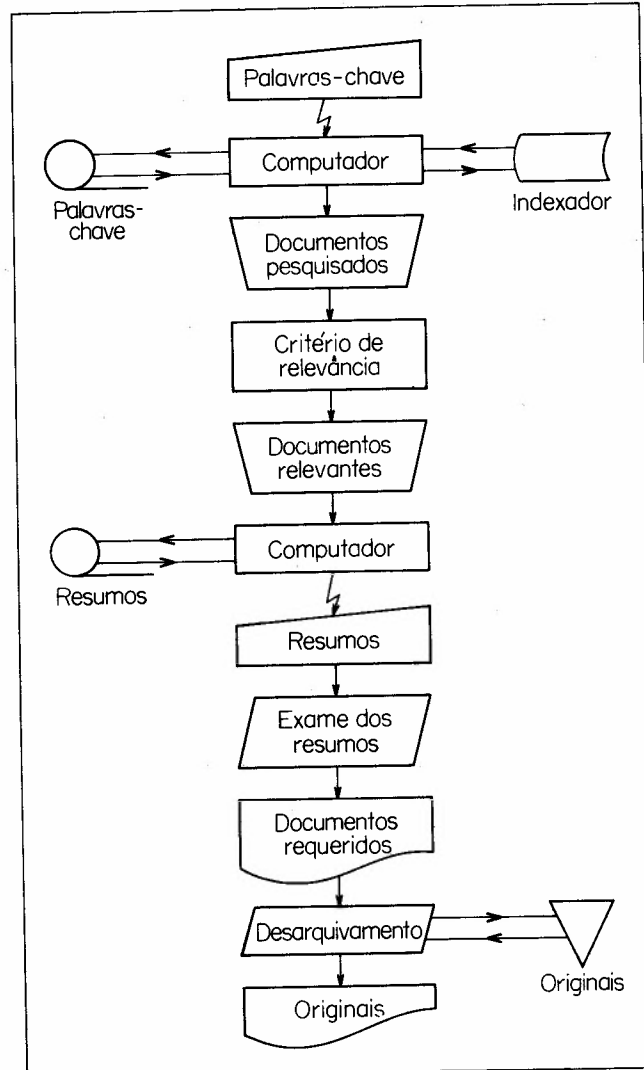 Palavras-chave
Computador
Palavras-
chave
Indexador
Documentos
pesquisados
Critério de
relevância
Documentos
relevantes
Computador
Resumos
Resumos
Exame dos
resumos
Documentos
requeridos
Desarquivamento
Originais
Originais